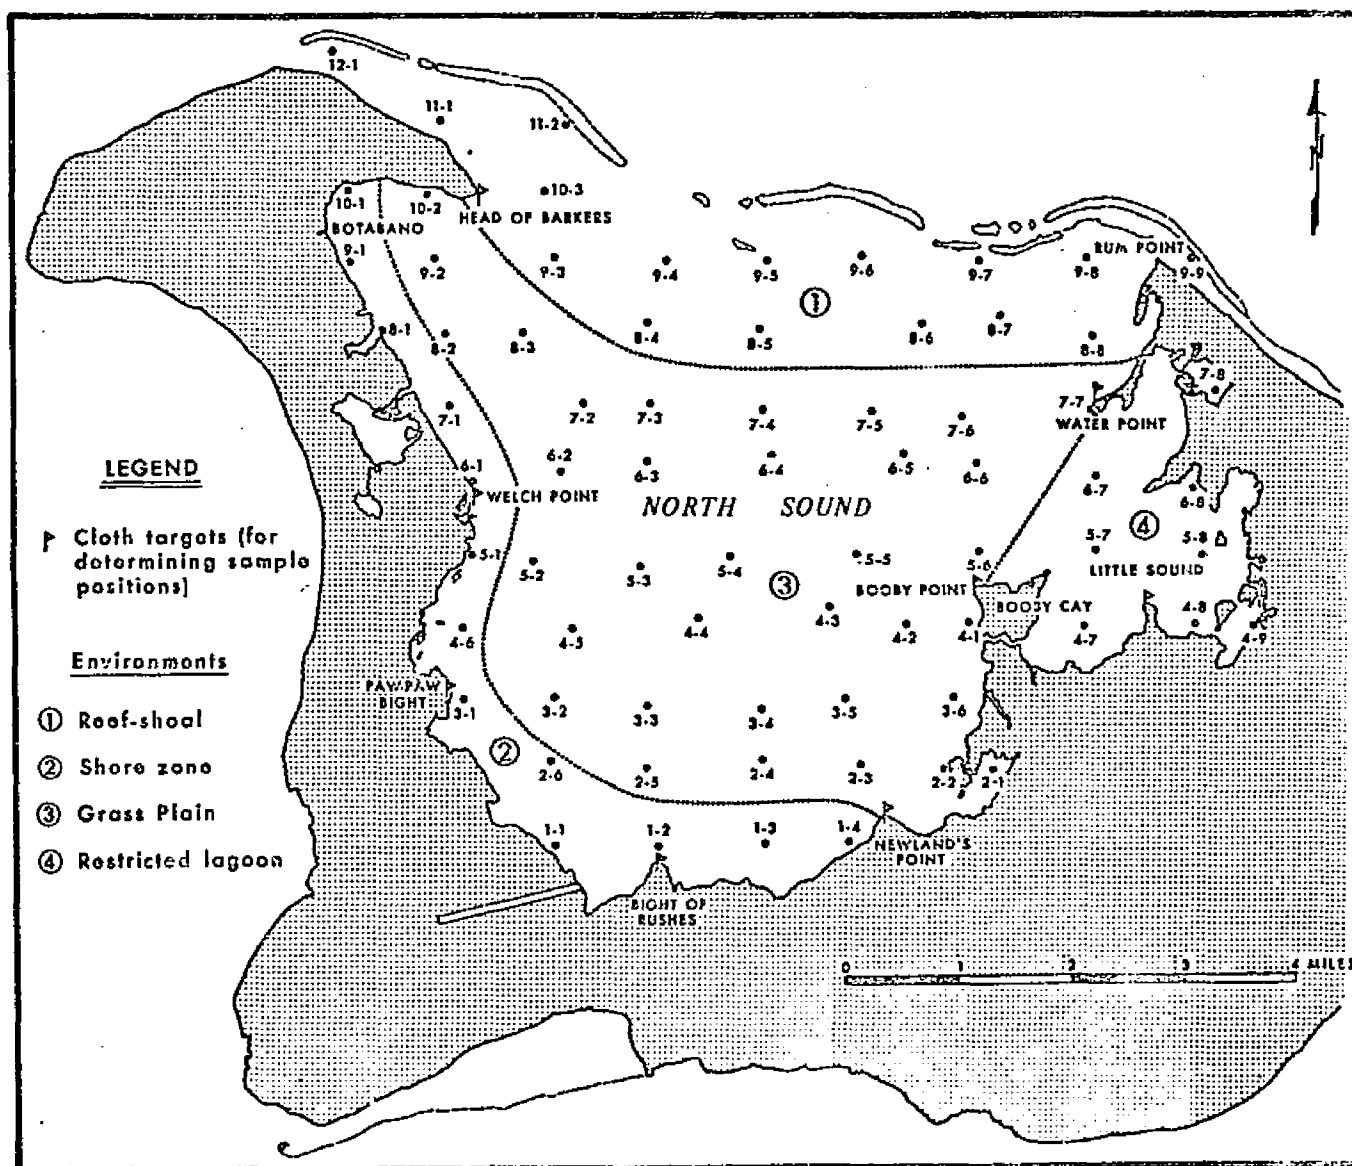 12-1
11-1
11-2
10-1
10-2
10-3
HEAD OF BARKERS
BOTABANO
RUM POINT
9-1
9-2
9-3
9-4
9-5
9-6
9-7
9-8
9-9
①
8-1
8-2
8-3
8-4
8-5
8-6
8-7
8-8
7-8
7-1
7-2
7-3
7-4
7-5
7-6
7-7
WATER POINT
6-1
6-2
6-3
6-4
6-5
6-6
6-7
6-8
WELCH POINT
NORTH SOUND
④
5-1
5-2
5-3
5-4
5-5
5-6
5-7
5-8
LITTLE SOUND
③
BOOBY POINT
BOOBY CAY
4-6
4-5
4-4
4-3
4-2
4-1
4-7
4-8
4-9
PAW-PAW
BIGHT
3-1
3-2
3-3
3-4
3-5
3-6
②
2-6
2-5
2-4
2-3
2-2
2-1
1-1
1-2
1-3
1-4
NEWLAND'S
POINT
BIGHT OF
RUSHES
0 1 2 3 4 MILES
N
LEGEND
Cloth targets (for
determining sample
positions)
Environments
① Reef-shoal
② Shore zone
③ Grass Plain
④ Restricted lagoon